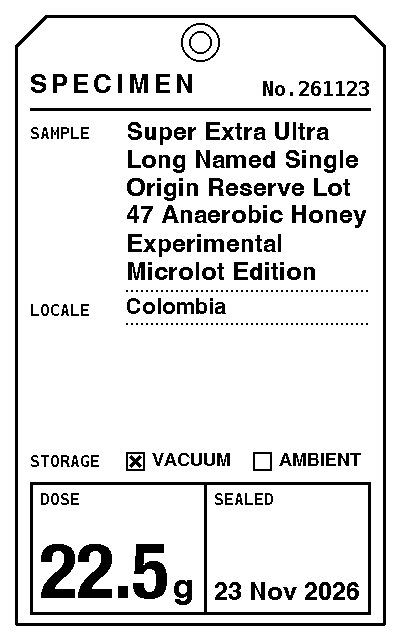 SPECIMEN No.261123
SAMPLE Super Extra Ultra
Long Named Single
Origin Reserve Lot
47 Anaerobic Honey
Experimental
Microlot Edition
LOCALE Colombia
STORAGE ☒ VACUUM ☐ AMBIENT
DOSE SEALED
22.5g 23 Nov 2026